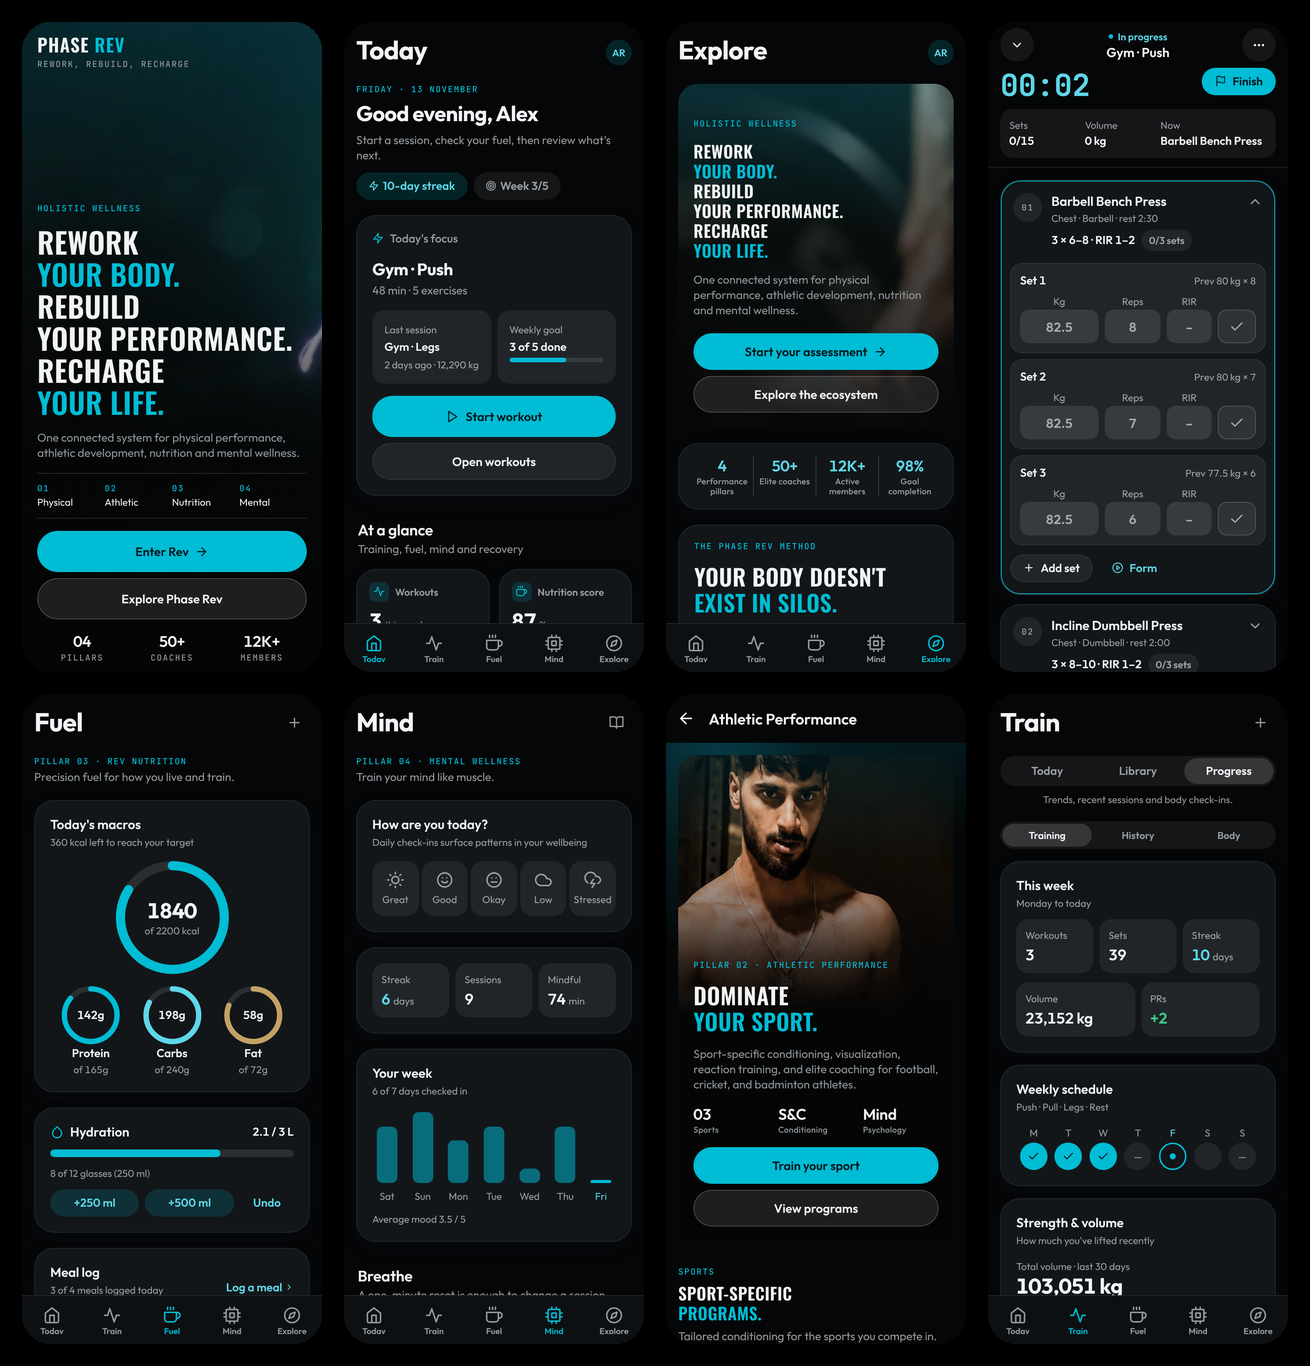 PHASE REV
REWORK, REBUILD, RECHARGE
HOLISTIC WELLNESS
REWORK
YOUR BODY.
REBUILD
YOUR PERFORMANCE.
RECHARGE
YOUR LIFE.
One connected system for physical performance,
athletic development, nutrition and mental wellness.
01 02 03 04
Physical Athletic Nutrition Mental
Enter Rev →
Explore Phase Rev
04 50+ 12K+
PILLARS COACHES MEMBERS
Today
AR
FRIDAY · 13 NOVEMBER
Good evening, Alex
Start a session, check your fuel, then review what's
next.
10-day streak
Week 3/5
Today's focus
Gym · Push
48 min · 5 exercises
Last session
Gym · Legs
2 days ago · 12,290 kg
Weekly goal
3 of 5 done
Start workout
Open workouts
At a glance
Training, fuel, mind and recovery
Workouts
3
Nutrition score
87
Today Train Fuel Mind Explore
Explore
AR
HOLISTIC WELLNESS
REWORK
YOUR BODY.
REBUILD
YOUR PERFORMANCE.
RECHARGE
YOUR LIFE.
One connected system for physical
performance, athletic development, nutrition
and mental wellness.
Start your assessment →
Explore the ecosystem
4 50+ 12K+ 98%
Performance Elite coaches Active Goal
pillars members completion
THE PHASE REV METHOD
YOUR BODY DOESN'T
EXIST IN SILOS.
Today Train Fuel Mind Explore
In progress
Gym · Push
00:02
Finish
Sets Volume Now
0/15 0 kg Barbell Bench Press
01
Barbell Bench Press
Chest · Barbell · rest 2:30
3 × 6–8 · RIR 1–2 0/3 sets
Set 1 Prev 80 kg × 8
Kg Reps RIR
82.5 8 –
Set 2 Prev 80 kg × 7
Kg Reps RIR
82.5 7 –
Set 3 Prev 77.5 kg × 6
Kg Reps RIR
82.5 6 –
+ Add set Form
02
Incline Dumbbell Press
Chest · Dumbbell · rest 2:00
3 × 8–10 · RIR 1–2 0/3 sets
Fuel
PILLAR 03 · REV NUTRITION
Precision fuel for how you live and train.
Today's macros
360 kcal left to reach your target
1840
of 2200 kcal
142g 198g 58g
Protein Carbs Fat
of 165g of 240g of 72g
Hydration 2.1 / 3 L
8 of 12 glasses (250 ml)
+250 ml +500 ml Undo
Meal log
3 of 4 meals logged today
Log a meal ›
Today Train Fuel Mind Explore
Mind
PILLAR 04 · MENTAL WELLNESS
Train your mind like muscle.
How are you today?
Daily check-ins surface patterns in your wellbeing
Great Good Okay Low Stressed
Streak Sessions Mindful
6 days 9 74 min
Your week
6 of 7 days checked in
Sat Sun Mon Tue Wed Thu Fri
Average mood 3.5 / 5
Breathe
A one-minute reset is enough to change a session.
Today Train Fuel Mind Explore
← Athletic Performance
PILLAR 02 · ATHLETIC PERFORMANCE
DOMINATE
YOUR SPORT.
Sport-specific conditioning, visualization,
reaction training, and elite coaching for football,
cricket, and badminton athletes.
03 S&C Mind
Sports Conditioning Psychology
Train your sport
View programs
SPORTS
SPORT-SPECIFIC
PROGRAMS.
Tailored conditioning for the sports you compete in.
Train
Today Library Progress
Trends, recent sessions and body check-ins.
Training History Body
This week
Monday to today
Workouts Sets Streak
3 39 10 days
Volume PRs
23,152 kg +2
Weekly schedule
Push · Pull · Legs · Rest
M T W T F S S
Strength & volume
How much you've lifted recently
Total volume · last 30 days
103,051 kg
Today Train Fuel Mind Explore